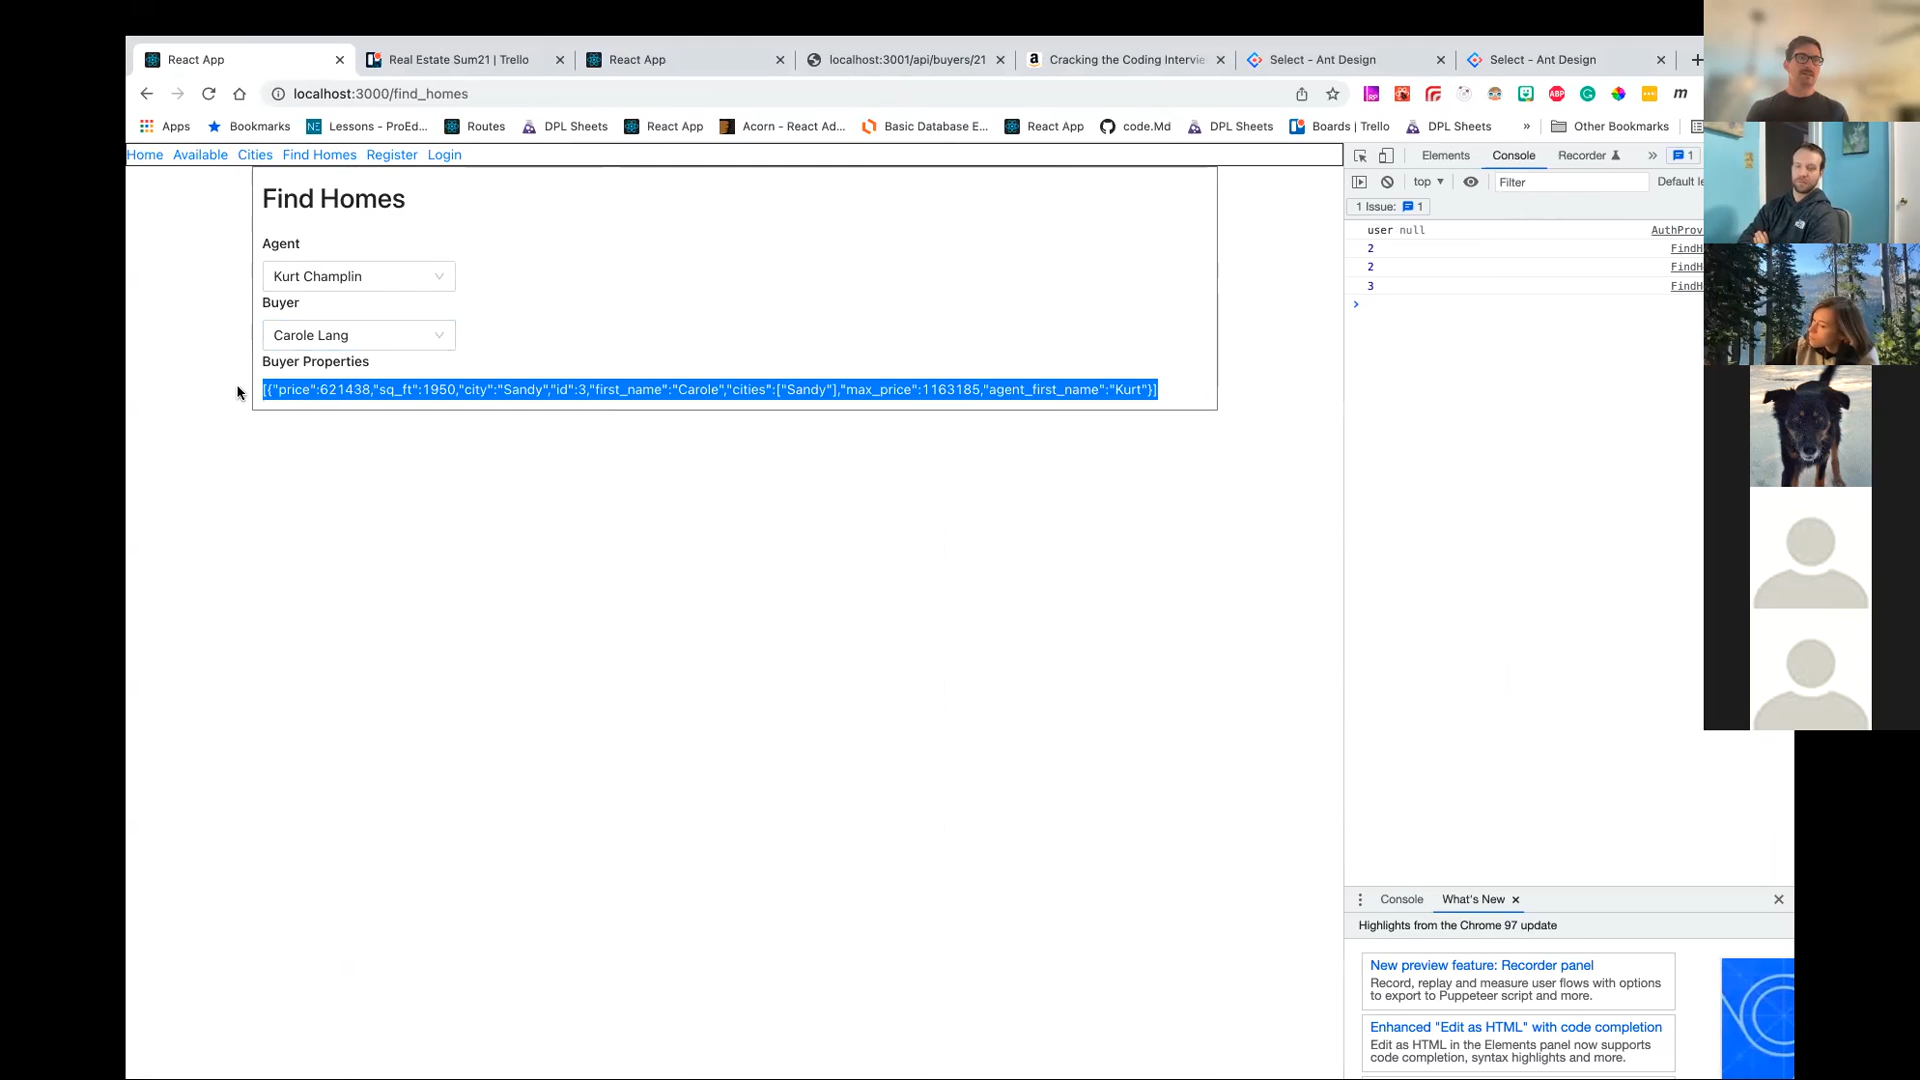 React App
Real Estate Sum21 | Trello
React App
localhost:3001/api/buyers/21
Cracking the Coding Intervie
Select - Ant Design
Select - Ant Design
localhost:3000/find_homes
Apps
Bookmarks
Lessons - ProEd...
Routes
DPL Sheets
React App
Acorn - React Ad...
Basic Database E...
React App
code.Md
DPL Sheets
Boards | Trello
DPL Sheets
»
Other Bookmarks
Home Available Cities Find Homes Register Login
Find Homes
Agent
Kurt Champlin
Buyer
Carole Lang
Buyer Properties
[{"price":621438,"sq_ft":1950,"city":"Sandy","id":3,"first_name":"Carole","cities":["Sandy"],"max_price":1163185,"agent_first_name":"Kurt"}]
Elements
Console
Recorder
»
1
top
Filter
Default le
1 Issue: 1
user null AuthProv
2 FindH
2 FindH
3 FindH
Console
What's New
Highlights from the Chrome 97 update
New preview feature: Recorder panel
Record, replay and measure user flows with options
to export to Puppeteer script and more.
Enhanced "Edit as HTML" with code completion
Edit as HTML in the Elements panel now supports
code completion, syntax highlights and more.